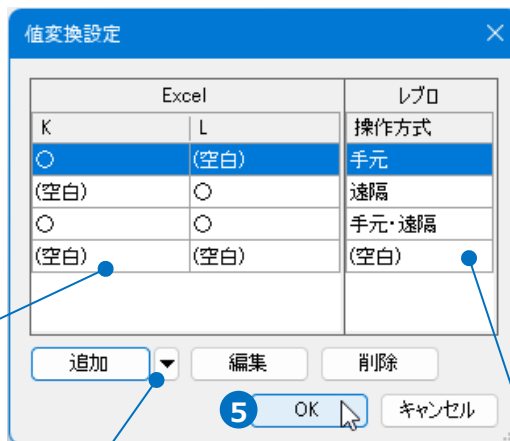 値変換設定
Excel レブロ
K L 操作方式
○ (空白) 手元
(空白) ○ 遠隔
○ ○ 手元・遠隔
(空白) (空白) (空白)
追加 編集 削除
5 OK キャンセル